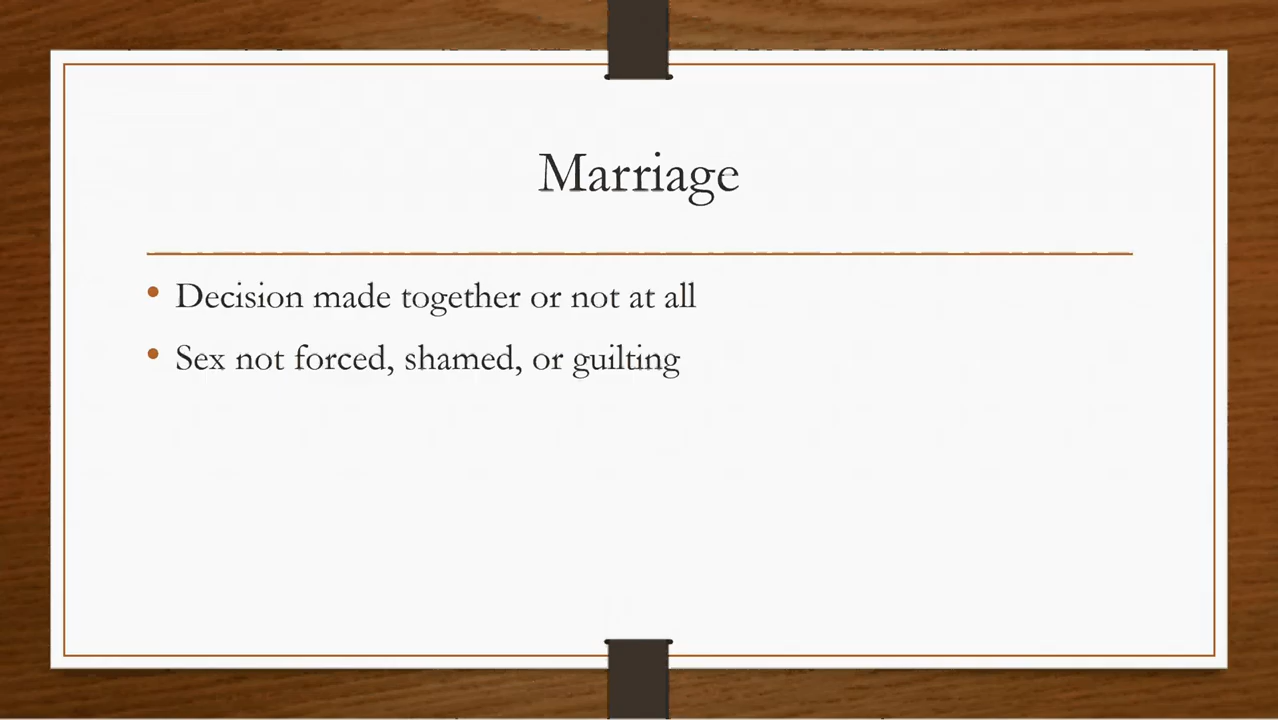 Marriage
• Decision made together or not at all
• Sex not forced, shamed, or guilting